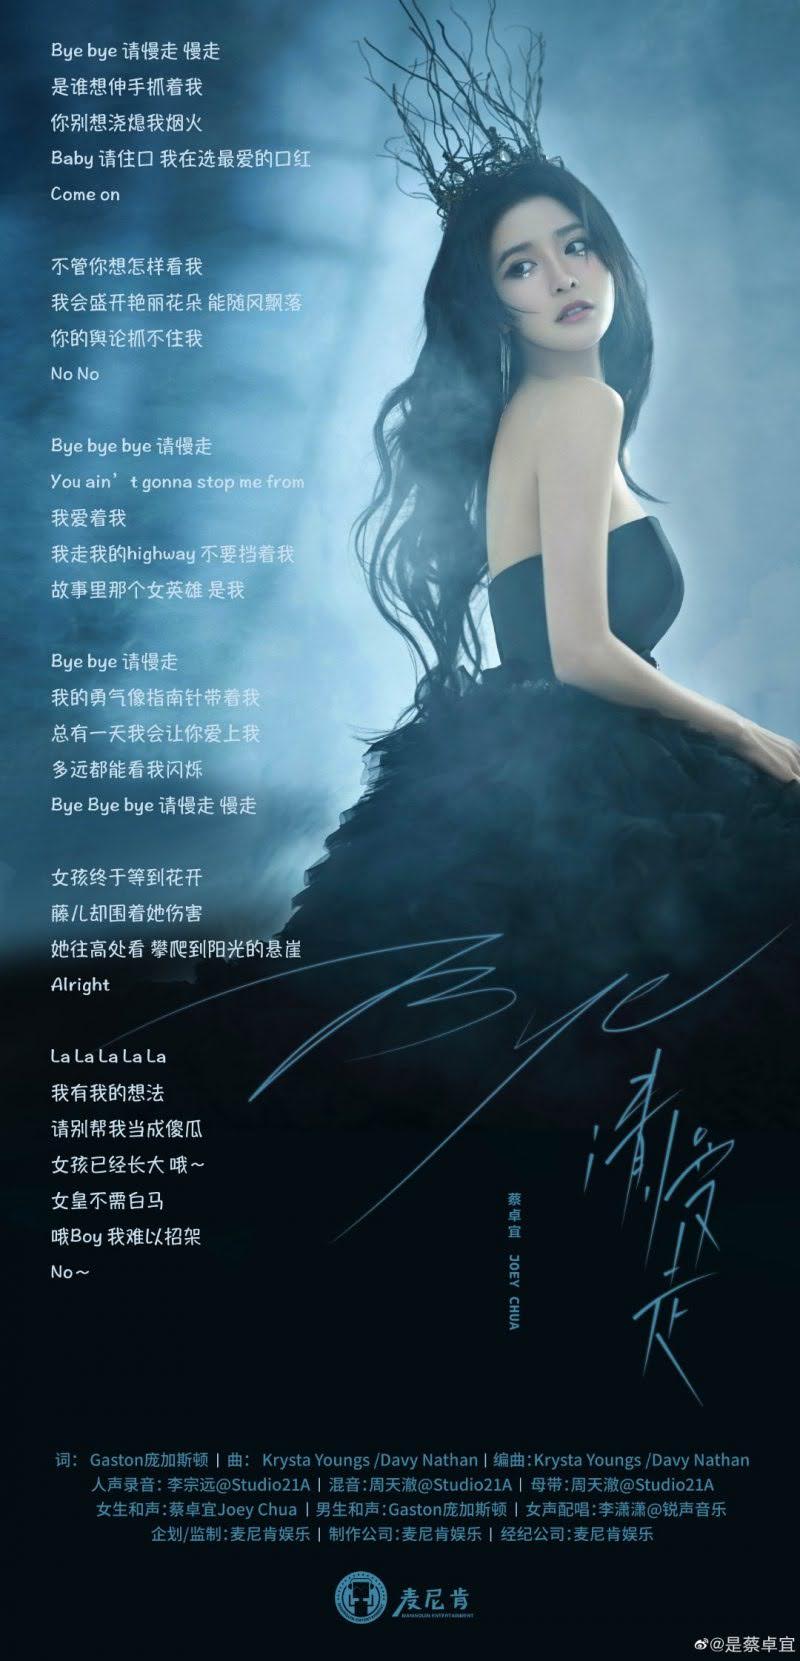 Bye bye 请慢走 慢走
是谁想伸手抓着我
你别想浇熄我烟火
Baby 请住口 我在选最爱的口红
Come on
不管你想怎样看我
我会盛开艳丽花朵 能随风飘落
你的舆论抓不住我
No No
Bye bye bye 请慢走
You ain’t gonna stop me from
我爱着我
我走我的highway 不要挡着我
故事里那个女英雄 是我
Bye bye 请慢走
我的勇气像指南针带着我
总有一天我会让你爱上我
多远都能看我闪烁
Bye Bye bye 请慢走 慢走
女孩终于等到花开
藤儿却围着她伤害
她往高处看 攀爬到阳光的悬崖
Alright
La La La La La
我有我的想法
请别帮我当成傻瓜
女孩已经长大 哦~
女皇不需白马
哦Boy 我难以招架
No~
Bye
请慢走
蔡卓宜 JOEY CHUA
词： Gaston庞加斯顿 | 曲： Krysta Youngs /Davy Nathan | 编曲：Krysta Youngs /Davy Nathan
人声录音：李宗远@Studio21A | 混音：周天澈@Studio21A | 母带：周天澈@Studio21A
女生和声：蔡卓宜Joey Chua | 男生和声：Gaston庞加斯顿 | 女声配唱：李潇潇@锐声音乐
企划/监制：麦尼肯娱乐 | 制作公司：麦尼肯娱乐 | 经纪公司：麦尼肯娱乐
麦尼肯
@是蔡卓宜